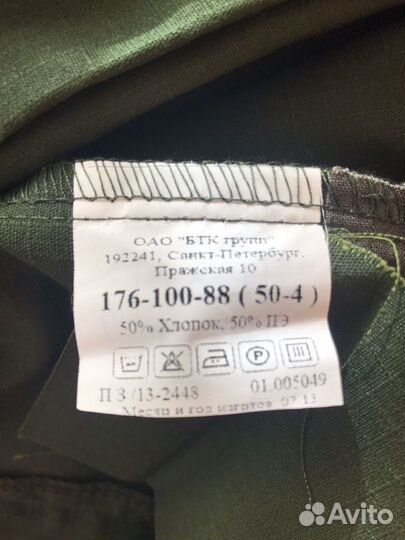 ОАО "БТК групп"
192241, Санкт-Петербург.
Пражская 10
176-100-88 ( 50-4 )
50% Хлопок, 50% ПЭ
P
ПЗ/13-2448 01.005049
Месяц и год изготов 07 13
Avito